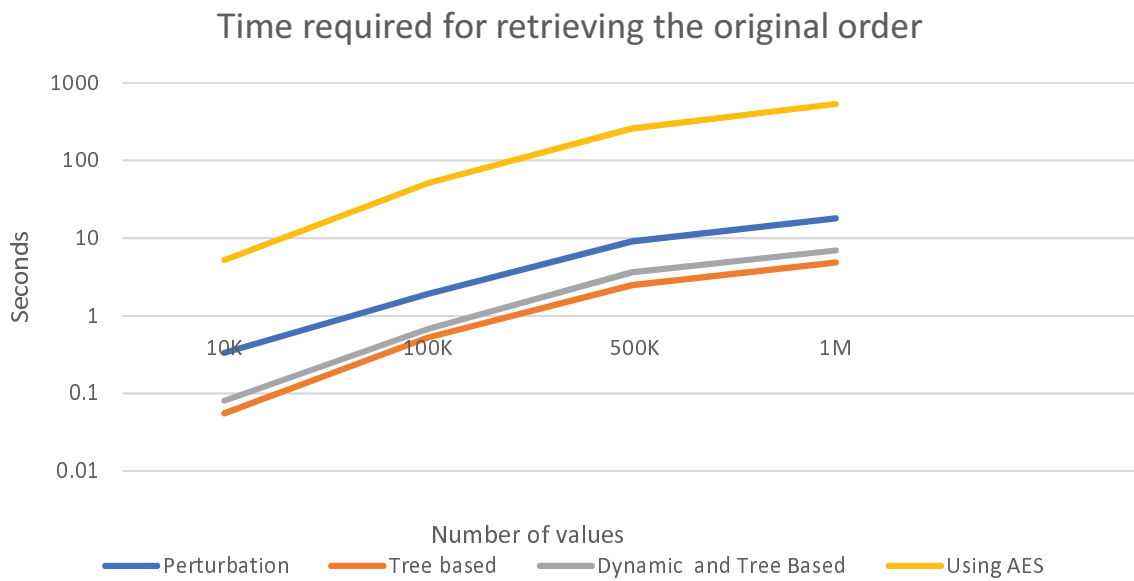 Time required for retrieving the original order
1000
100
10
1
0.1
0.01
Seconds
10K 100K 500K 1M
Number of values
Perturbation Tree based Dynamic and Tree Based Using AES